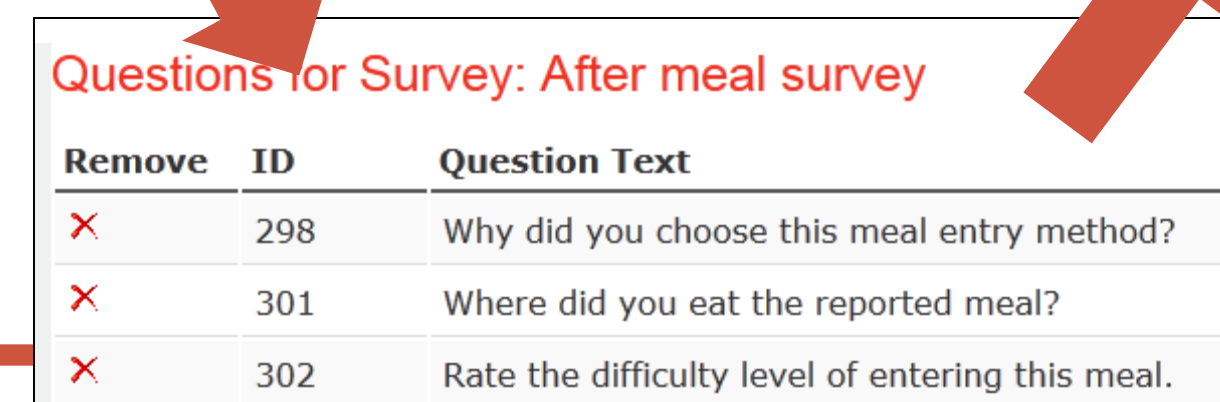 Questions for Survey: After meal survey
Remove ID Question Text
298 Why did you choose this meal entry method?
301 Where did you eat the reported meal?
302 Rate the difficulty level of entering this meal.